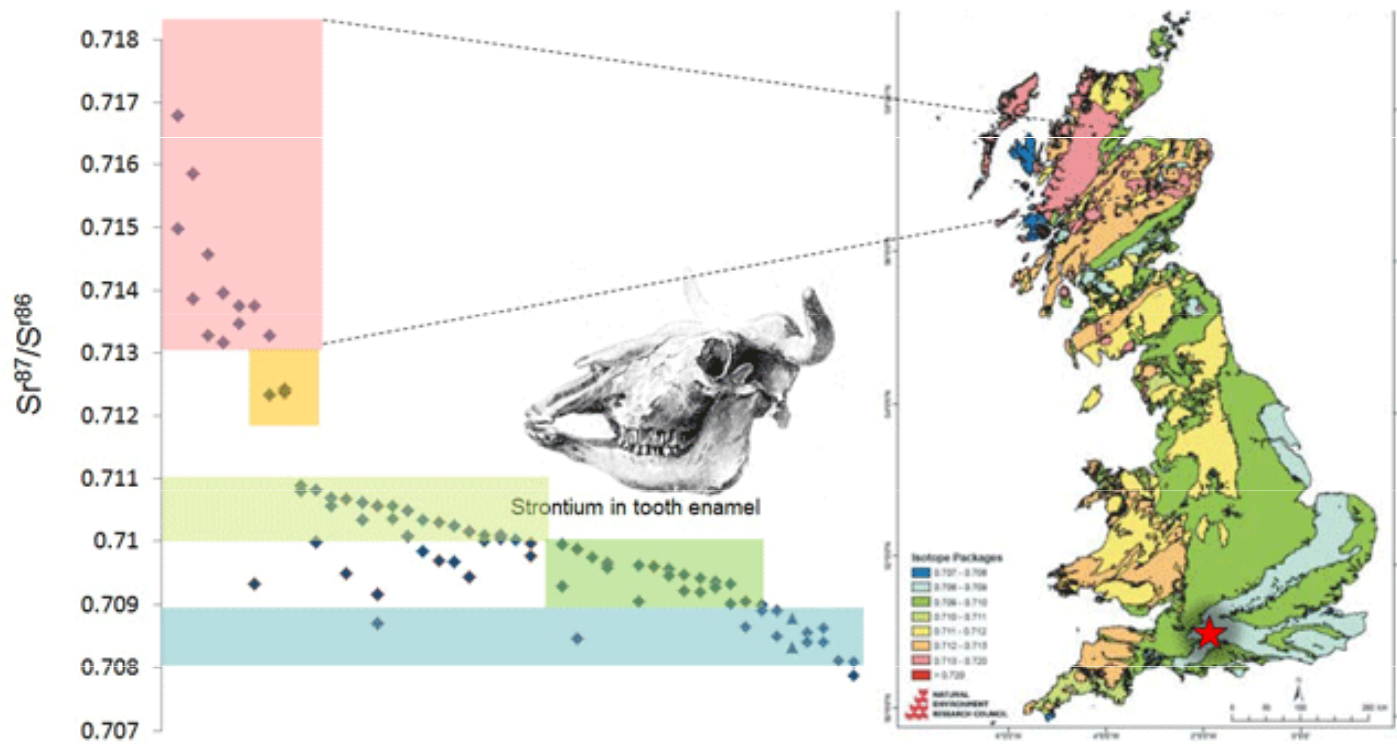 0.718
0.717
0.716
0.715
0.714
0.713
0.712
0.711
0.71
0.709
0.708
0.707
Sr⁸⁷/Sr⁸⁶
Strontium in tooth enamel
Isotope Packages
0.707 - 0.708
0.708 - 0.709
0.709 - 0.710
0.710 - 0.711
0.711 - 0.712
0.712 - 0.713
0.713 - 0.720
> 0.720
NATURAL
ENVIRONMENT
RESEARCH COUNCIL